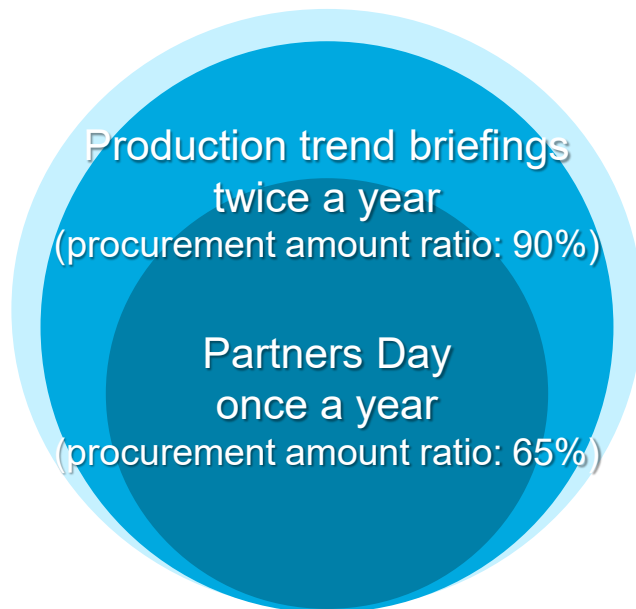 Production trend briefings
twice a year
(procurement amount ratio: 90%)
Partners Day
once a year
(procurement amount ratio: 65%)